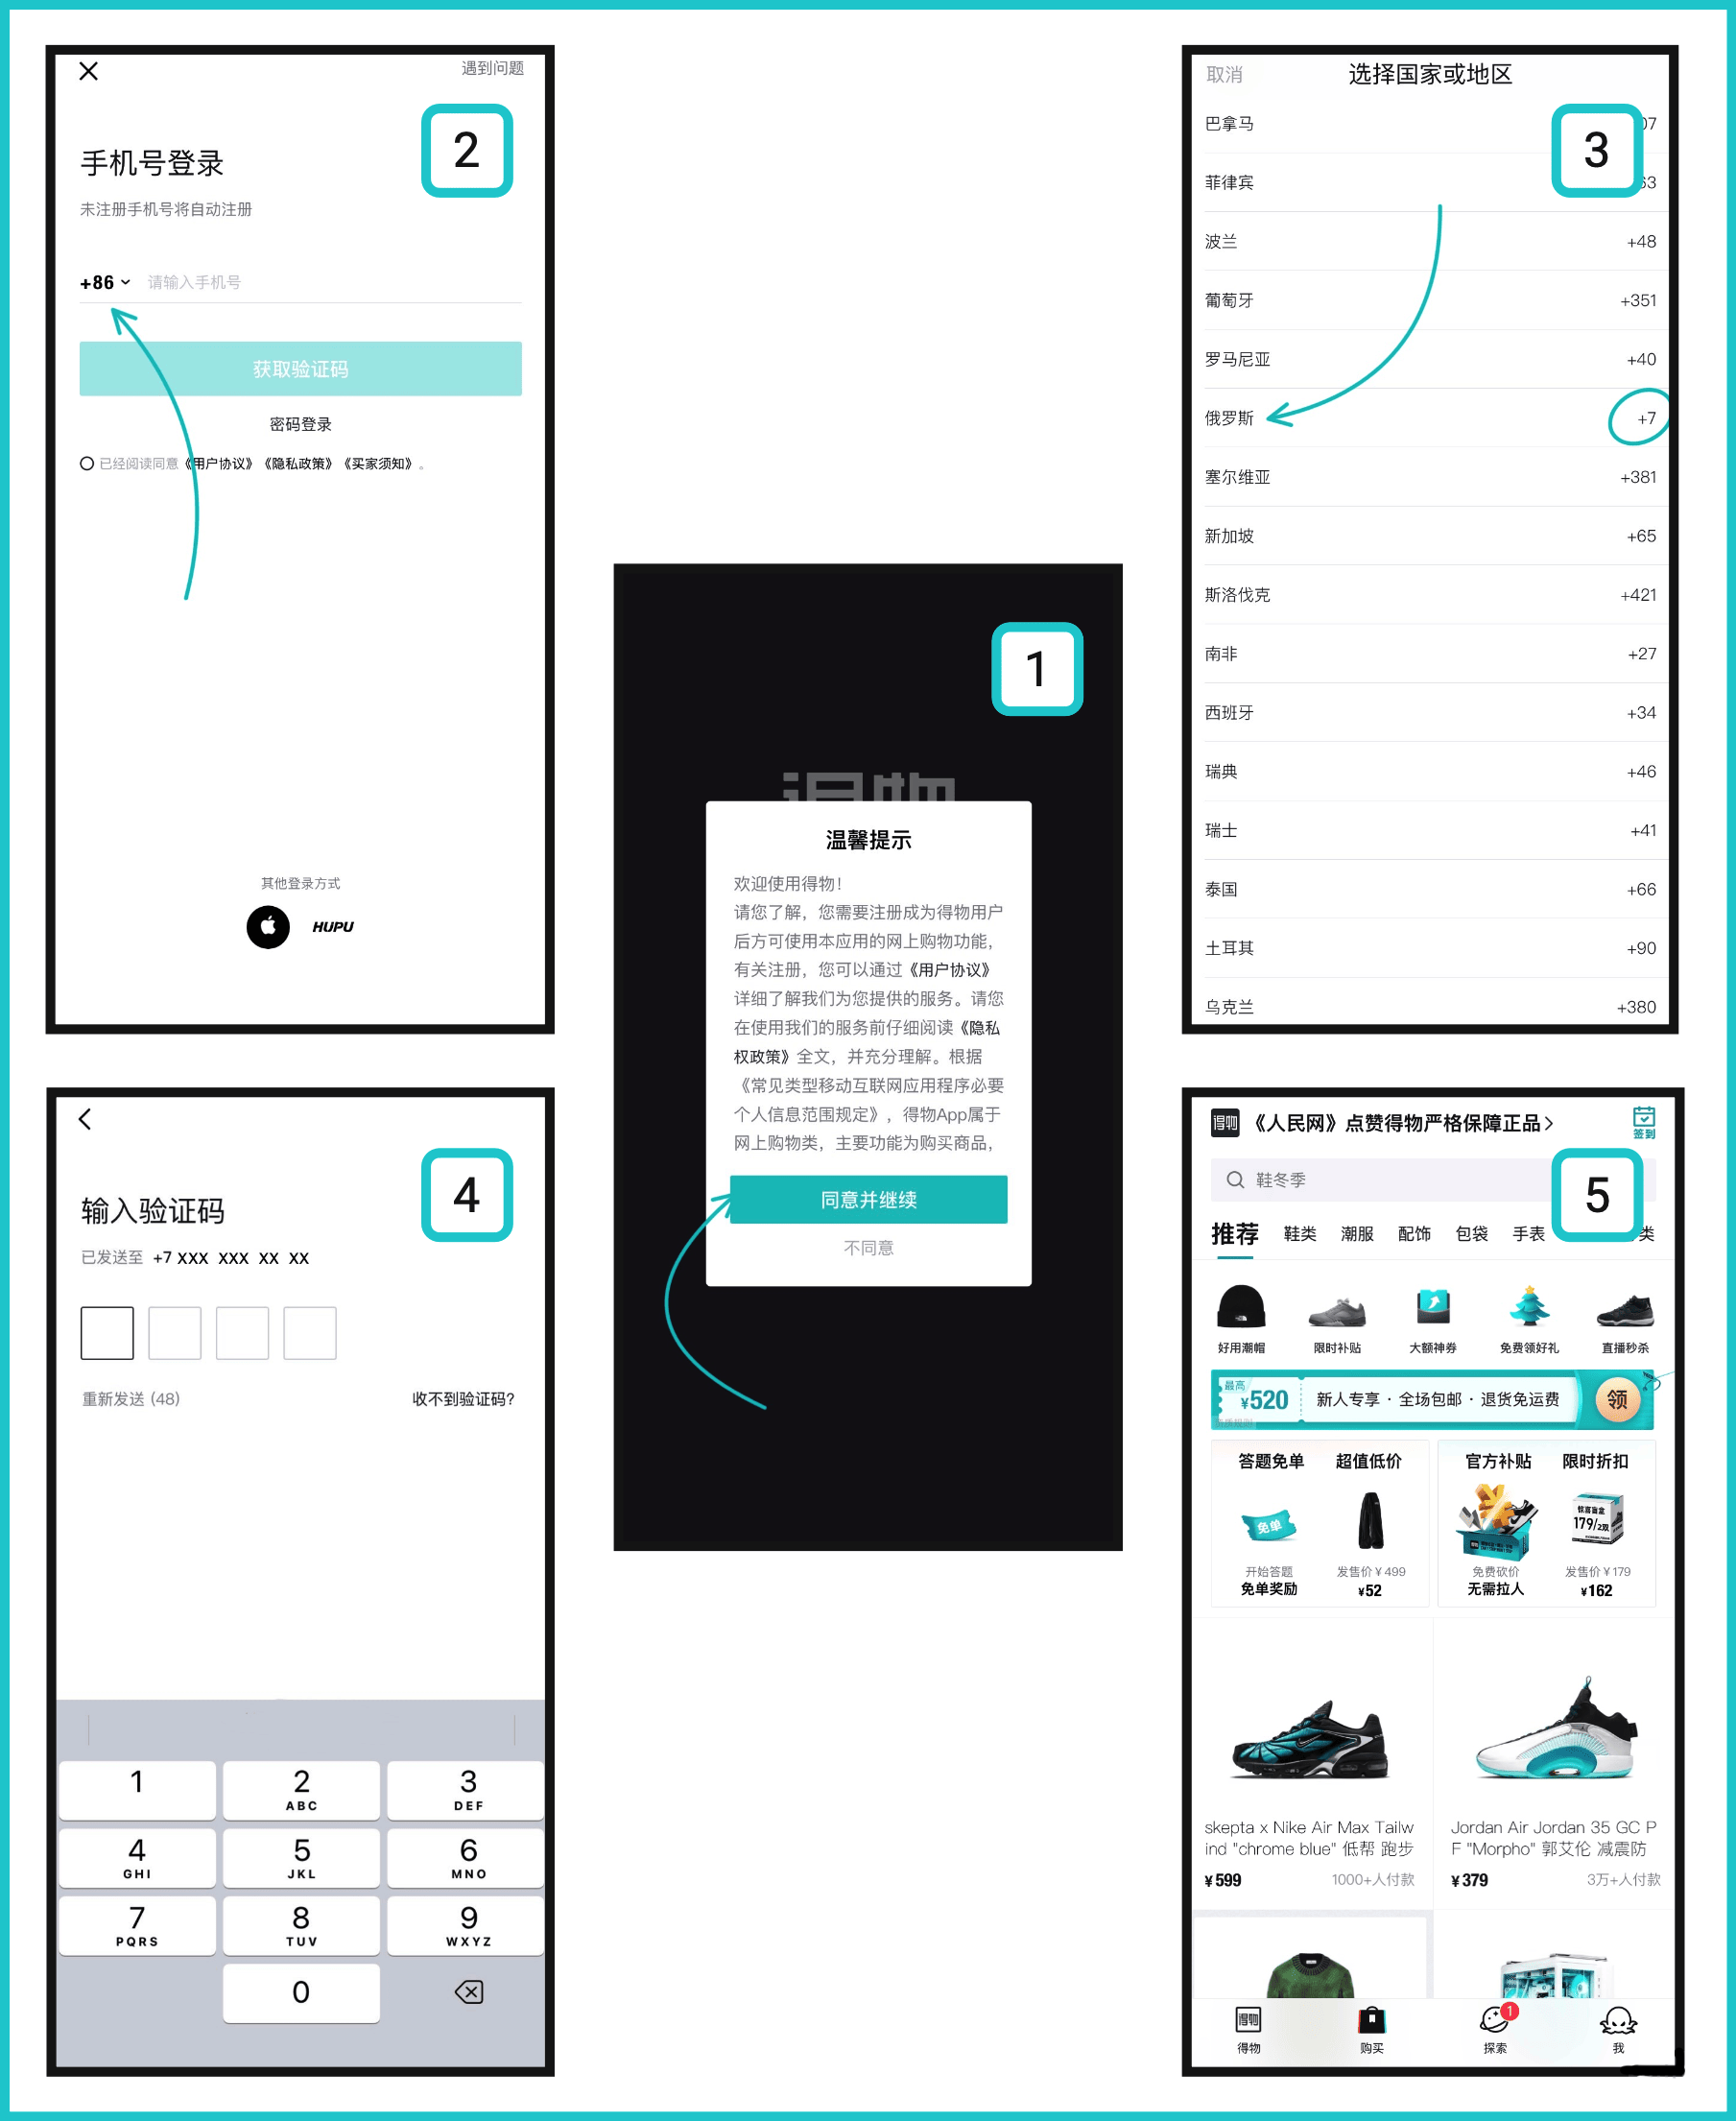 遇到问题
2
手机号登录
未注册手机号将自动注册
+86
请输入手机号
获取验证码
密码登录
已经阅读同意《用户协议》《隐私政策》《买家须知》。
其他登录方式
HUPU
取消
选择国家或地区
3
巴拿马
07
菲律宾
63
波兰 +48
葡萄牙 +351
罗马尼亚 +40
俄罗斯 +7
塞尔维亚 +381
新加坡 +65
斯洛伐克 +421
南非 +27
西班牙 +34
瑞典 +46
瑞士 +41
泰国 +66
土耳其 +90
乌克兰 +380
1
得物
温馨提示
欢迎使用得物！
请您了解，您需要注册成为得物用户
后方可使用本应用的网上购物功能，
有关注册，您可以通过《用户协议》
详细了解我们为您提供的服务。请您
在使用我们的服务前仔细阅读《隐私
权政策》全文，并充分理解。根据
《常见类型移动互联网应用程序必要
个人信息范围规定》，得物App属于
网上购物类，主要功能为购买商品，
同意并继续
不同意
4
输入验证码
已发送至 +7 XXX XXX XX XX
重新发送 (48)
收不到验证码?
1
2
ABC
3
DEF
4
GHI
5
JKL
6
MNO
7
PQRS
8
TUV
9
WXYZ
0
得物
《人民网》点赞得物严格保障正品
签到
鞋冬季
5
推荐 鞋类 潮服 配饰 包袋 手表 类
好用潮帽 限时补贴 大额神券 免费领好礼 直播秒杀
最高
¥520
新人专享 · 全场包邮 · 退货免运费
领
答题免单 超值低价 官方补贴 限时折扣
免单
惊喜盲盒
179/2双
开始答题 发售价¥499 免费砍价 发售价¥179
免单奖励 ¥52 无需拉人 ¥162
skepta x Nike Air Max Tailw
ind "chrome blue" 低帮 跑步
¥599 1000+人付款
Jordan Air Jordan 35 GC P
F "Morpho" 郭艾伦 减震防
¥379 3万+人付款
得物
1
得物 购买 探索 我